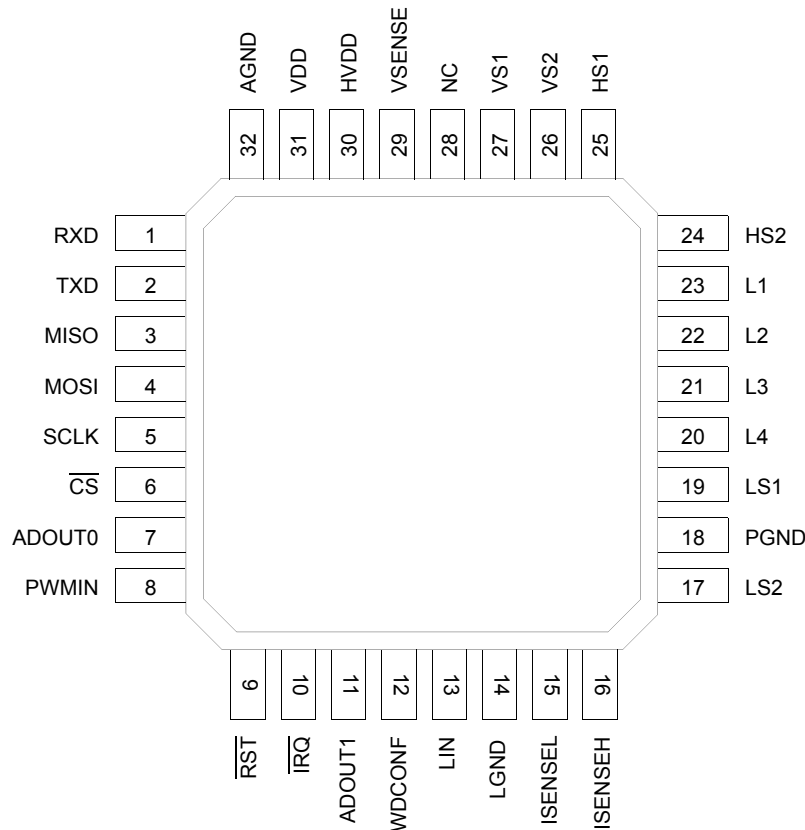 AGND VDD HVDD VSENSE NC VS1 VS2 HS1
32 31 30 29 28 27 26 25
RXD 1 24 HS2
TXD 2 23 L1
MISO 3 22 L2
MOSI 4 21 L3
SCLK 5 20 L4
C̅S̅ 6 19 LS1
ADOUT0 7 18 PGND
PWMIN 8 17 LS2
9 10 11 12 13 14 15 16
R̅S̅T̅ I̅R̅Q̅ ADOUT1 WDCONF LIN LGND ISENSEL ISENSEH